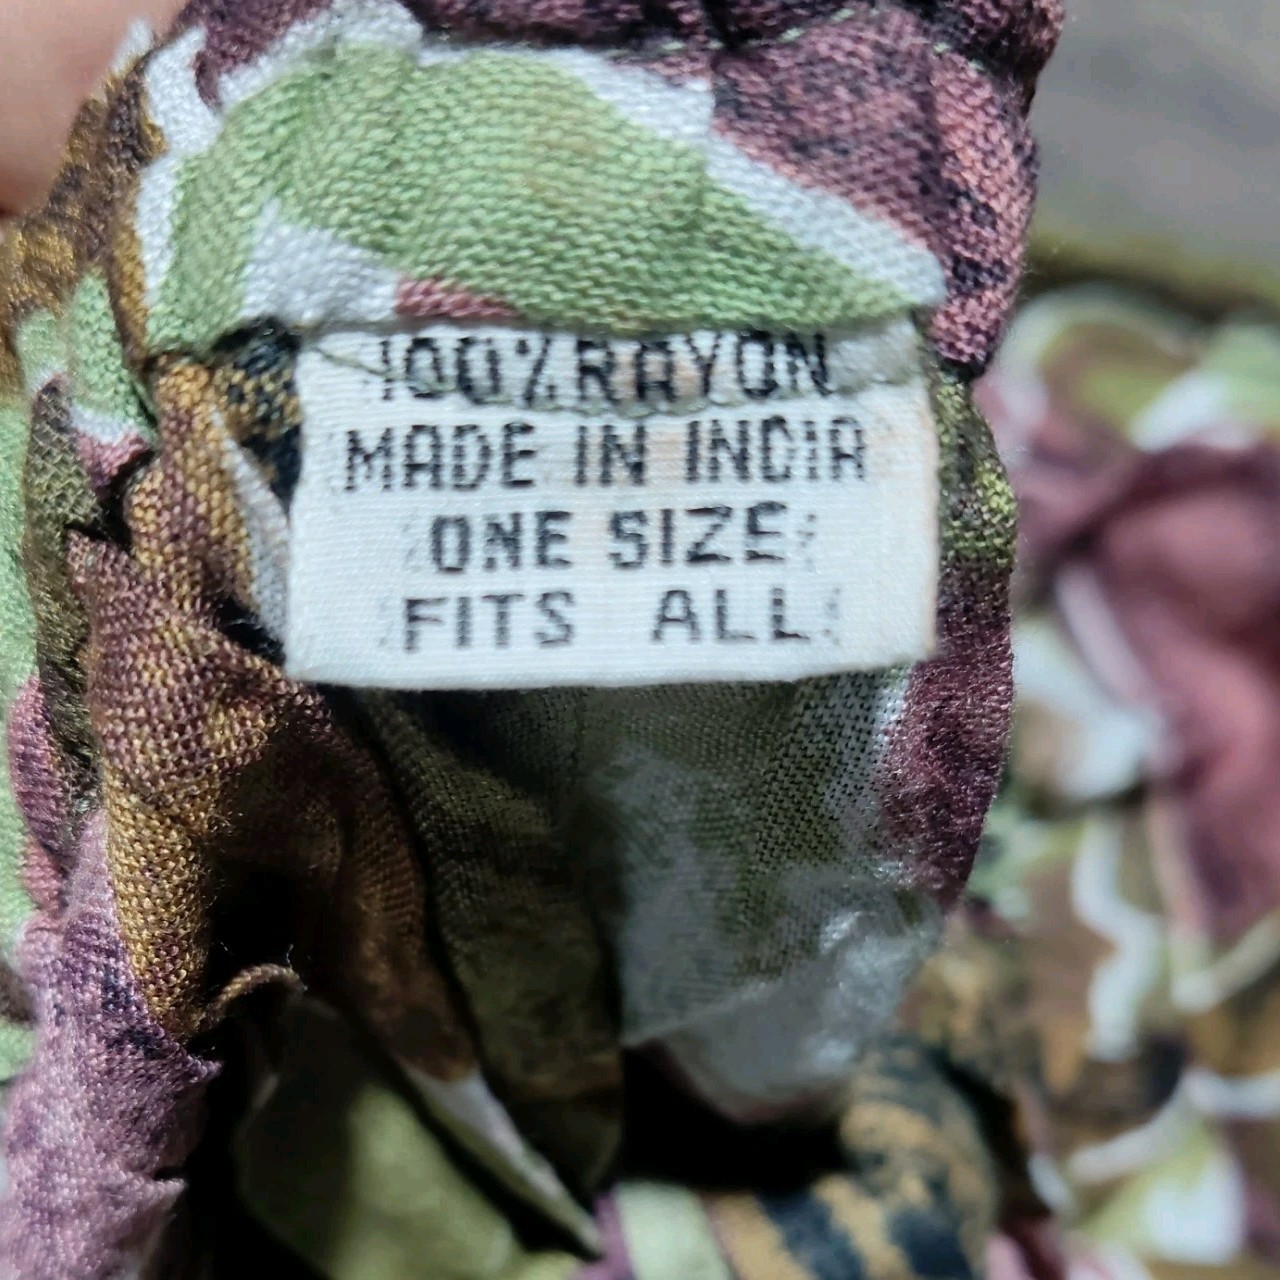 100% RAYON
MADE IN INDIA
ONE SIZE
FITS ALL